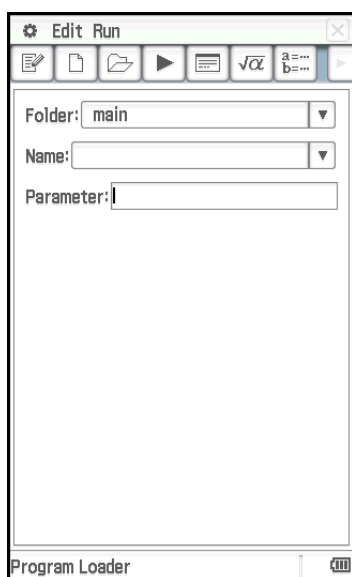 Edit Run
√α a=--- b=---
Folder: main
Name:
Parameter:
Program Loader